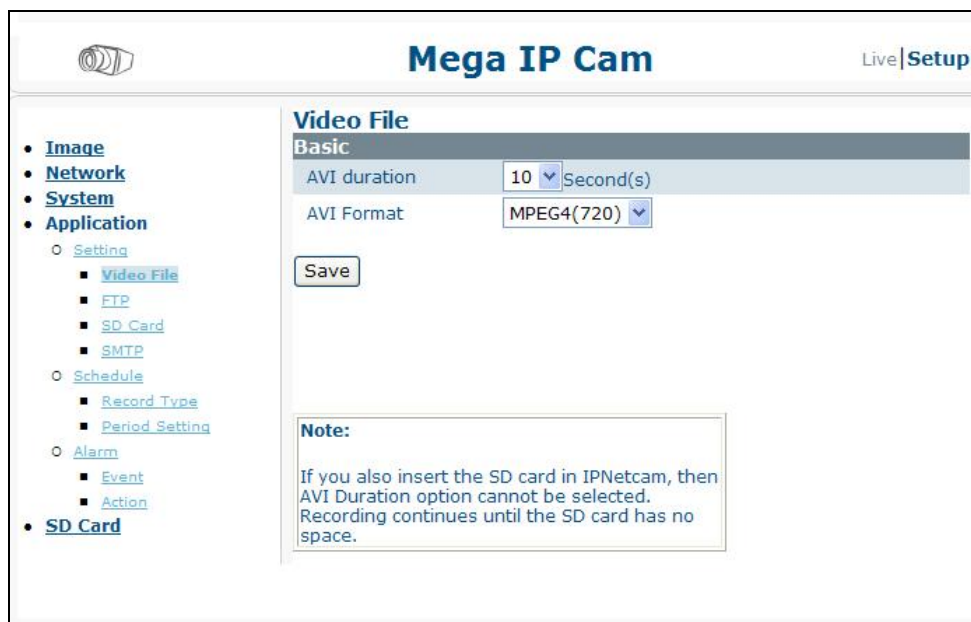 Mega IP Cam
Live|Setup
Image
Network
System
Application
Setting
Video File
FTP
SD Card
SMTP
Schedule
Record Type
Period Setting
Alarm
Event
Action
SD Card
Video File
Basic
AVI duration 10 Second(s)
AVI Format MPEG4(720)
Save
Note:
If you also insert the SD card in IPNetcam, then
AVI Duration option cannot be selected.
Recording continues until the SD card has no
space.